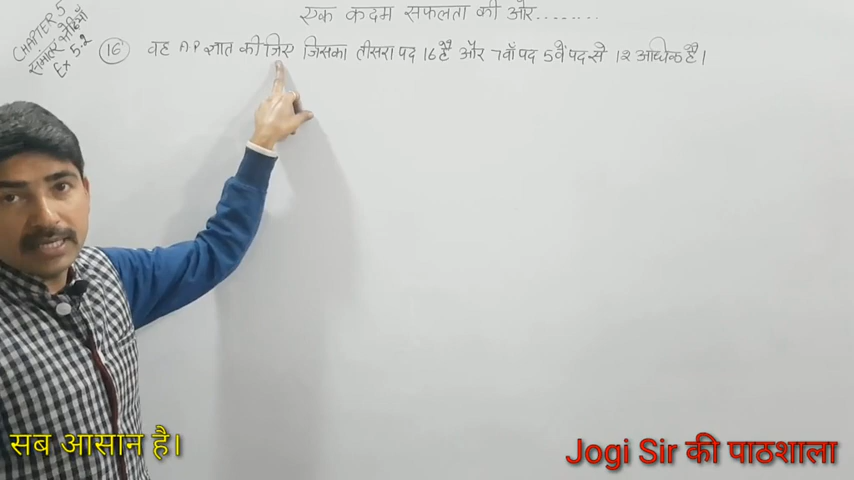 एक कदम सफलता की ओर........
CHAPTER 5
समांतर श्रेढियाँ
Ex 5.2
16 वह A.P ज्ञात कीजिए जिसका तीसरा पद 16 है और 7वाँ पद 5वें पद से 12 अधिक है।
सब आसान है।
Jogi Sir की पाठशाला